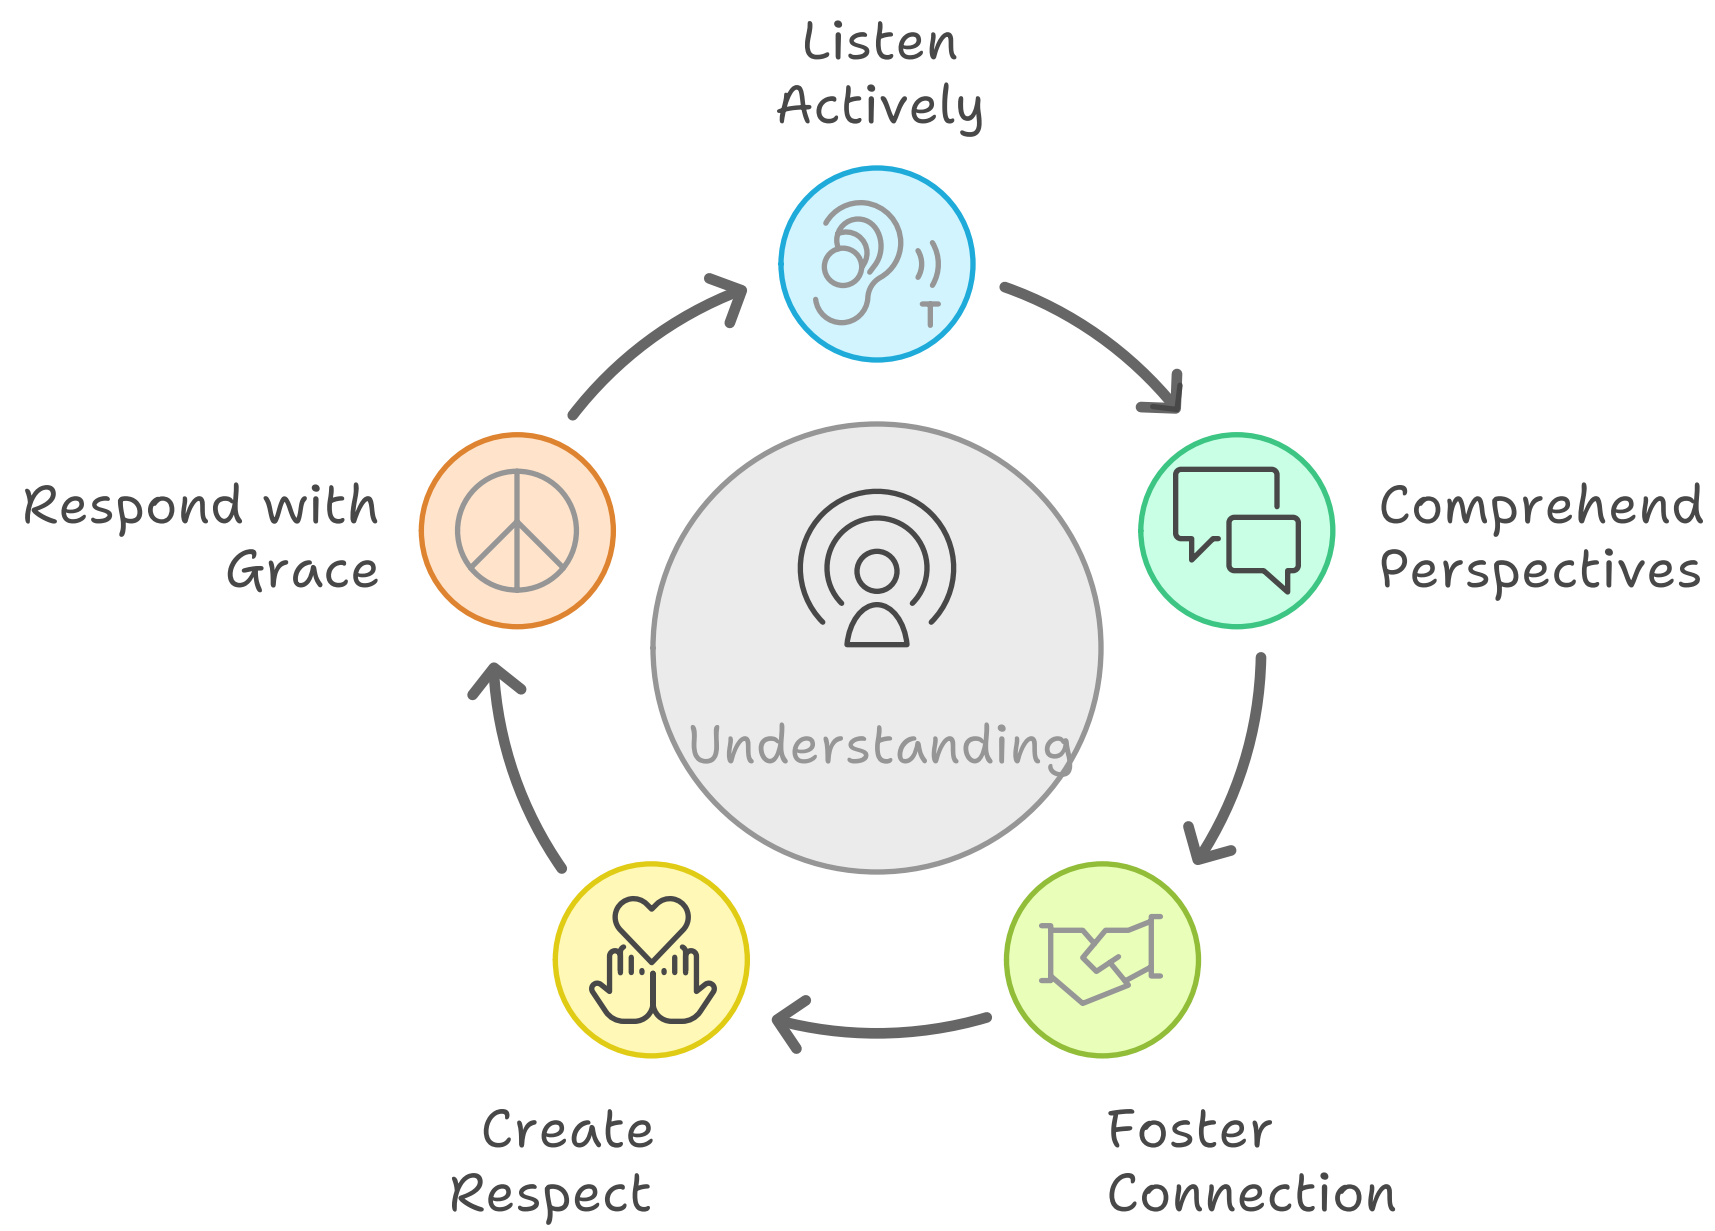 Listen
Actively
T
Respond with
Grace
Comprehend
Perspectives
Understanding
Create
Respect
Foster
Connection